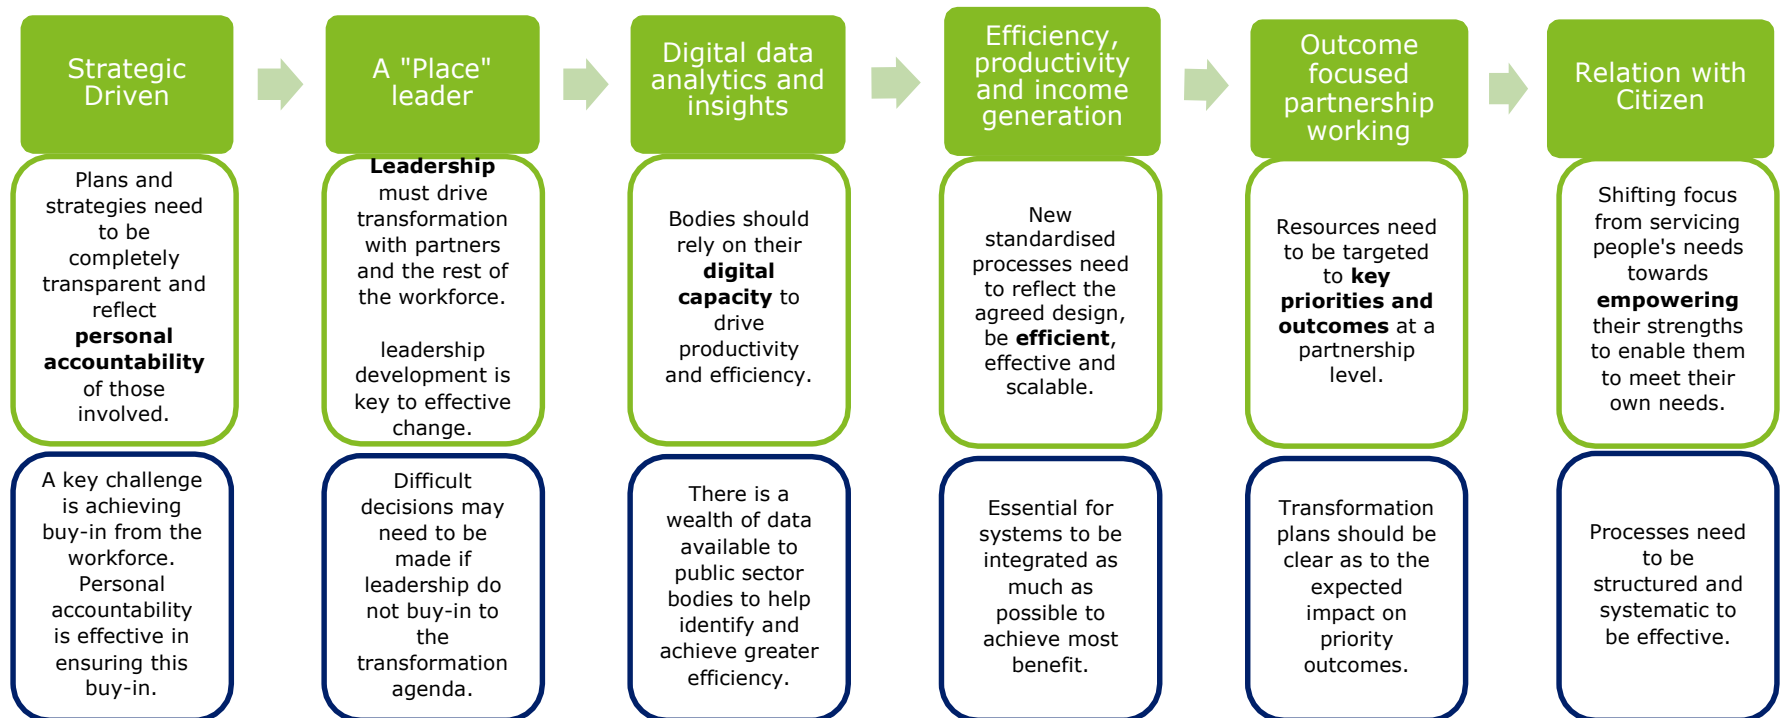 Strategic
Driven
A "Place"
leader
Digital data
analytics and
insights
Efficiency,
productivity
and income
generation
Outcome
focused
partnership
working
Relation with
Citizen
Plans and
strategies need
to be
completely
transparent and
reflect
personal
accountability
of those
involved.
Leadership
must drive
transformation
with partners
and the rest of
the workforce.
leadership
development is
key to effective
change.
Bodies should
rely on their
digital
capacity to
drive
productivity
and efficiency.
New
standardised
processes need
to reflect the
agreed design,
be efficient,
effective and
scalable.
Resources need
to be targeted
to key
priorities and
outcomes at a
partnership
level.
Shifting focus
from servicing
people's needs
towards
empowering
their strengths
to enable them
to meet their
own needs.
A key challenge
is achieving
buy-in from the
workforce.
Personal
accountability
is effective in
ensuring this
buy-in.
Difficult
decisions may
need to be
made if
leadership do
not buy-in to
the
transformation
agenda.
There is a
wealth of data
available to
public sector
bodies to help
identify and
achieve greater
efficiency.
Essential for
systems to be
integrated as
much as
possible to
achieve most
benefit.
Transformation
plans should be
clear as to the
expected
impact on
priority
outcomes.
Processes need
to be
structured and
systematic to
be effective.